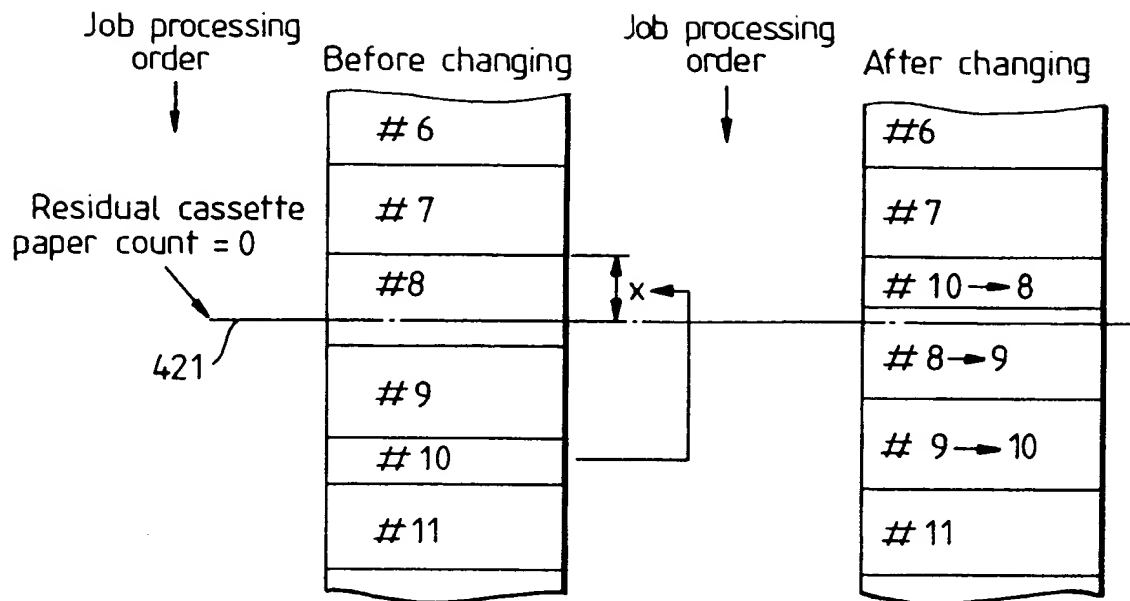 Job processing
order
Before changing
Job processing
order
After changing
# 6
# 7
#8
# 9
# 10
# 11
Residual cassette
paper count = 0
421
x
#6
#7
# 10→8
# 8→9
# 9→10
#11